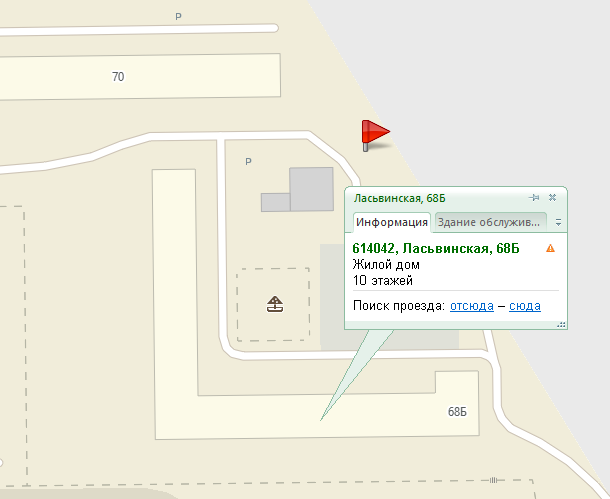 P
70
P
Ласьвинская, 68Б
Информация Здание обслужив...
614042, Ласьвинская, 68Б
Жилой дом
10 этажей
Поиск проезда: отсюда – сюда
68Б